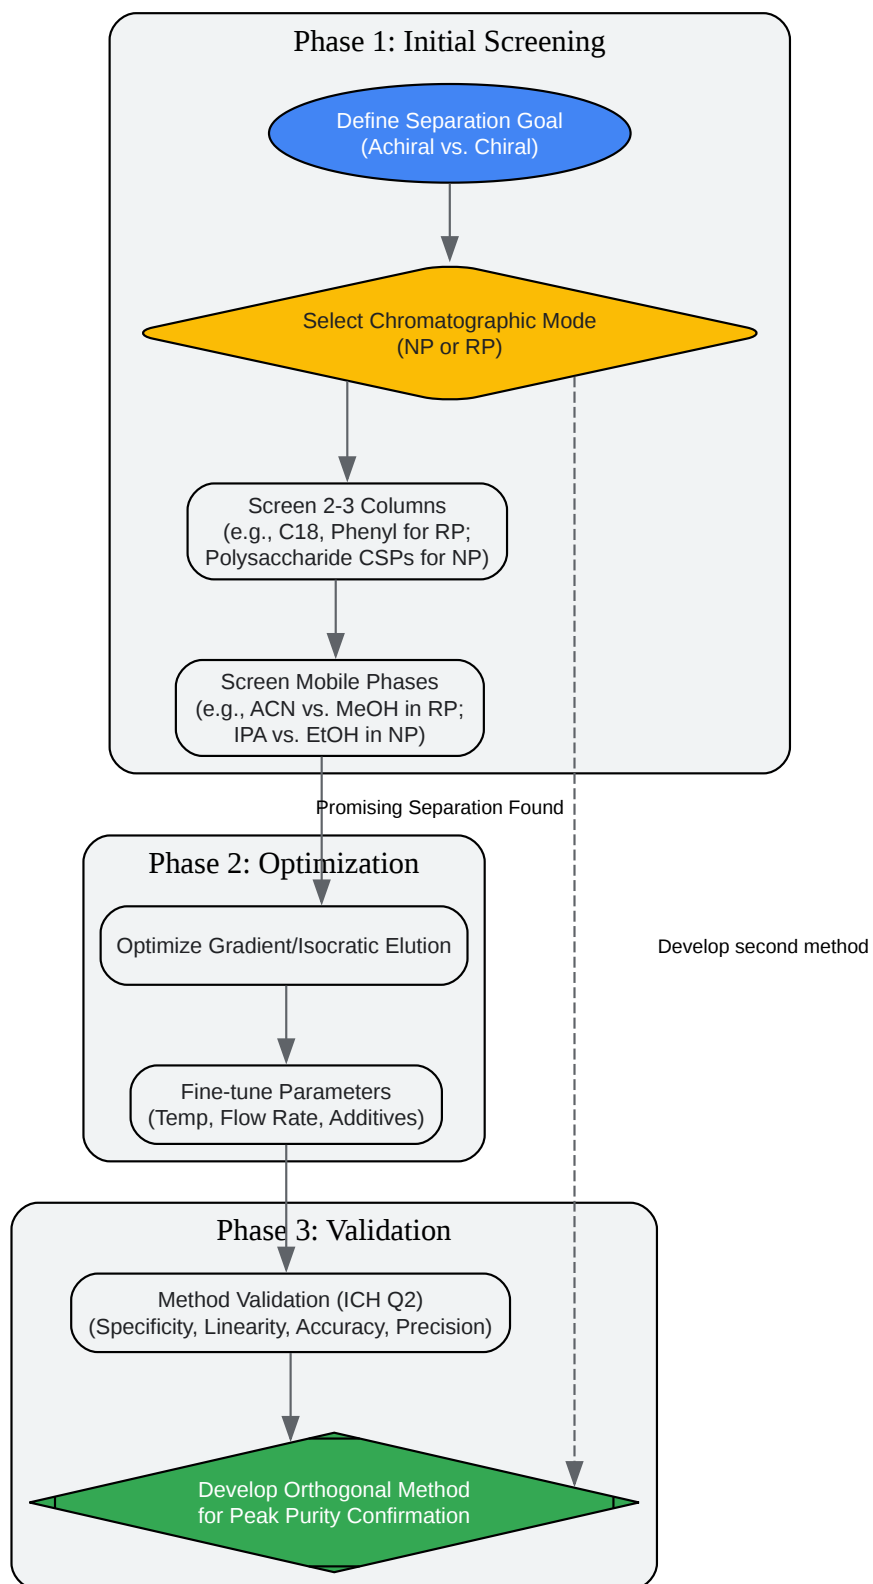 Phase 1: Initial Screening
Define Separation Goal
(Achiral vs. Chiral)
Select Chromatographic Mode
(NP or RP)
Screen 2-3 Columns
(e.g., C18, Phenyl for RP;
Polysaccharide CSPs for NP)
Screen Mobile Phases
(e.g., ACN vs. MeOH in RP;
IPA vs. EtOH in NP)
Promising Separation Found
Phase 2: Optimization
Optimize Gradient/Isocratic Elution
Develop second method
Fine-tune Parameters
(Temp, Flow Rate, Additives)
Phase 3: Validation
Method Validation (ICH Q2)
(Specificity, Linearity, Accuracy, Precision)
Develop Orthogonal Method
for Peak Purity Confirmation